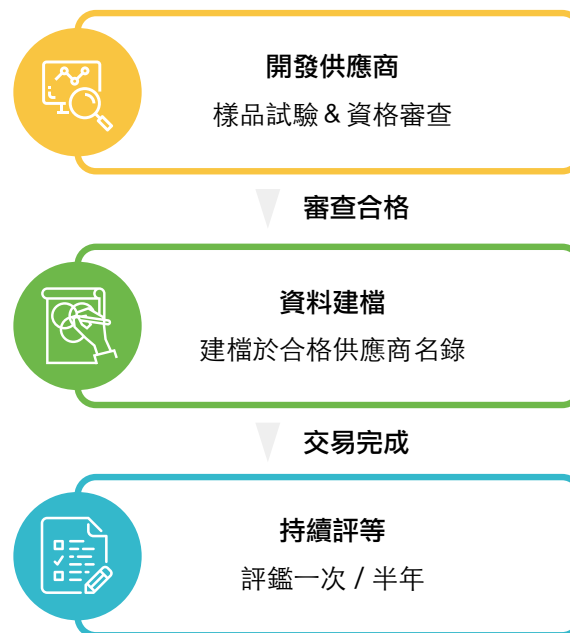 開發供應商
樣品試驗 & 資格審查
審查合格
資料建檔
建檔於合格供應商名錄
交易完成
持續評等
評鑑一次 / 半年